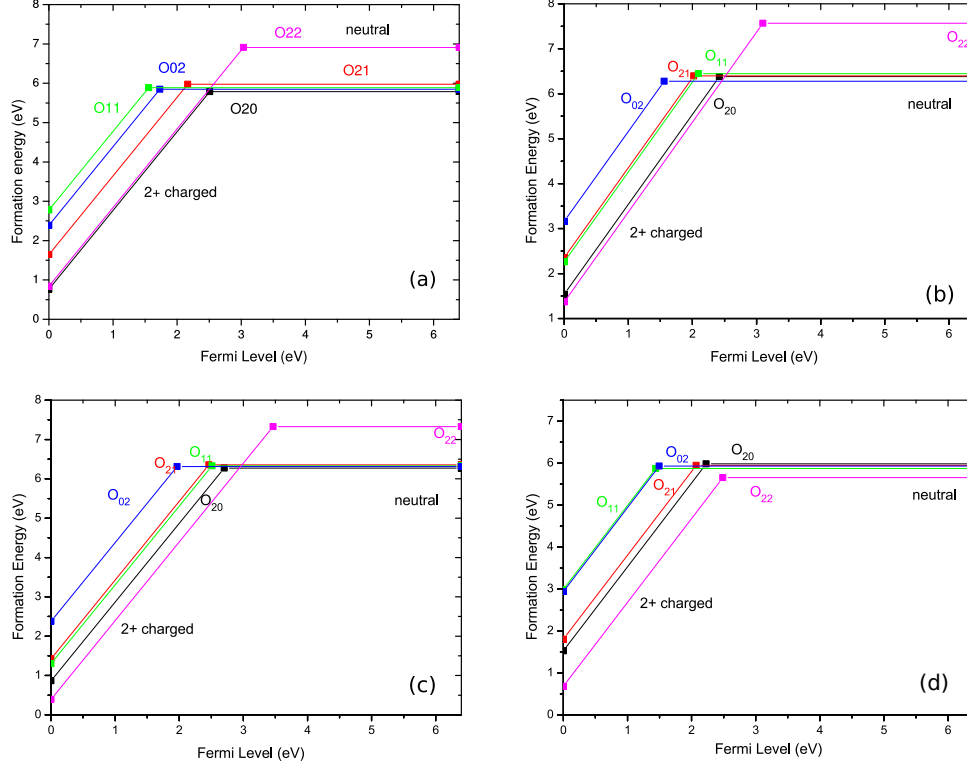 Formation energy (eV)
8
7
6
5
4
3
2
1
0
O22
neutral
O02
O21
O11
O20
2+ charged
(a)
0 1 2 3 4 5 6
Fermi Level (eV)
Formation Energy (eV)
8
7
6
5
4
3
2
1
O22
O11
O21
O02
O20
neutral
2+ charged
(b)
0 1 2 3 4 5 6
Fermi Level (eV)
Formation Energy (eV)
8
7
6
5
4
3
2
1
0
O22
O11
O21
O02
O20
neutral
2+ charged
(c)
0 1 2 3 4 5 6
Fermi Level (eV)
Formation Energy (eV)
7
6
5
4
3
2
1
0
O20
O02
O21
O22
O11
neutral
2+ charged
(d)
0 1 2 3 4 5 6
Fermi Level (eV)